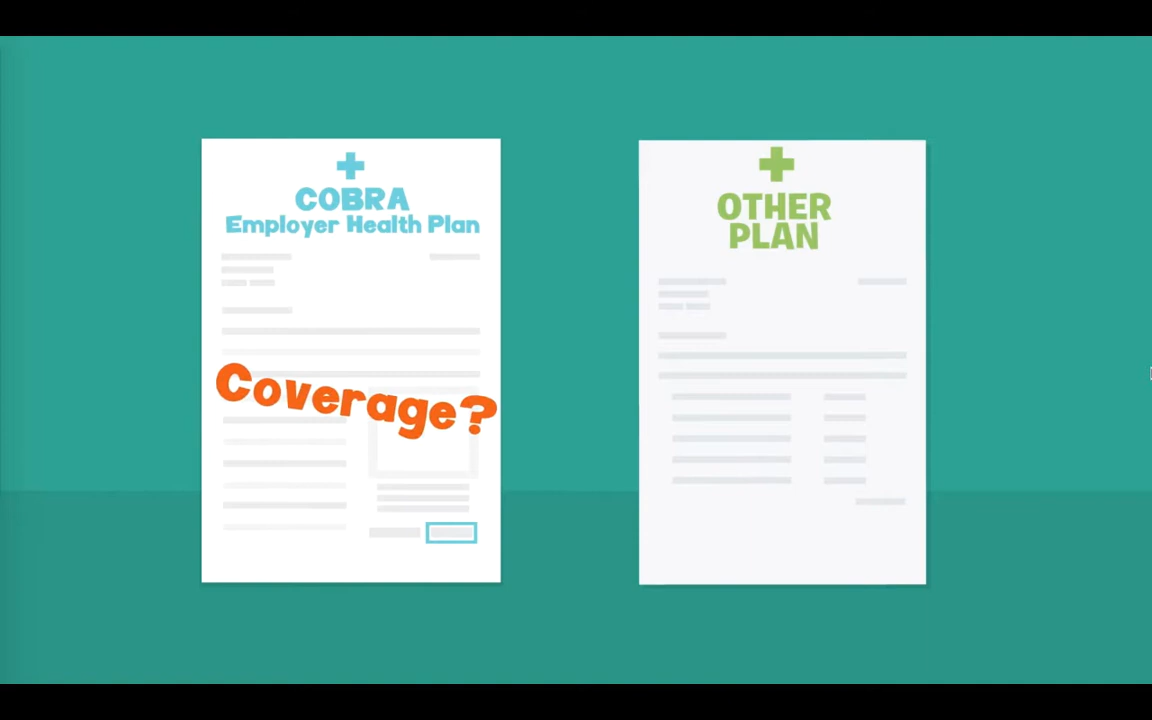 COBRA
Employer Health Plan
Coverage?
OTHER
PLAN